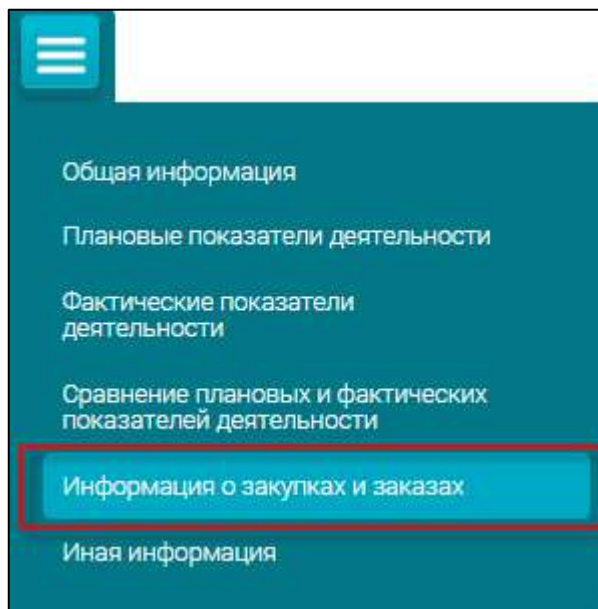 Общая информация
Плановые показатели деятельности
Фактические показатели
деятельности
Сравнение плановых и фактических
показателей деятельности
Информация о закупках и заказах
Иная информация